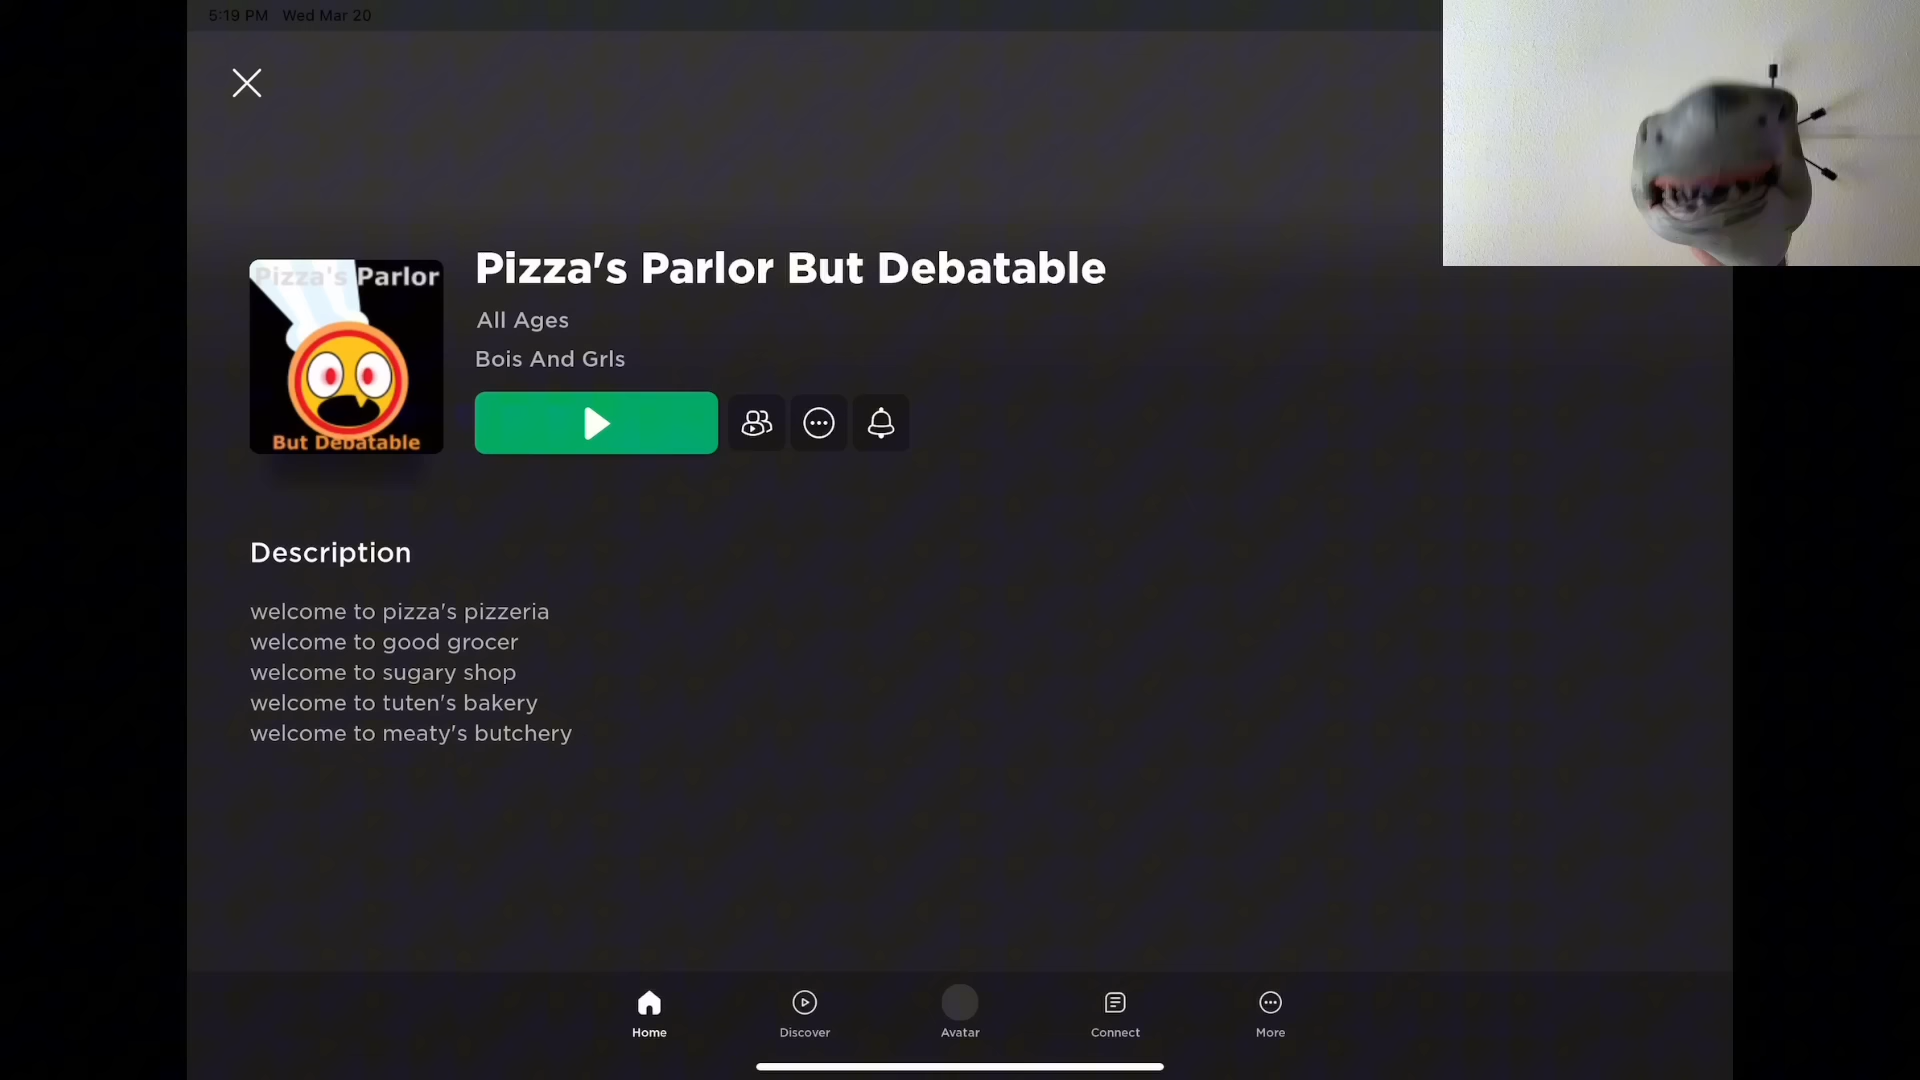 5:19 PM Wed Mar 20
Pizza's Parlor
But Debatable
Pizza's Parlor But Debatable
All Ages
Bois And Grls
Description
welcome to pizza's pizzeria
welcome to good grocer
welcome to sugary shop
welcome to tuten's bakery
welcome to meaty's butchery
Home Discover Avatar Connect More